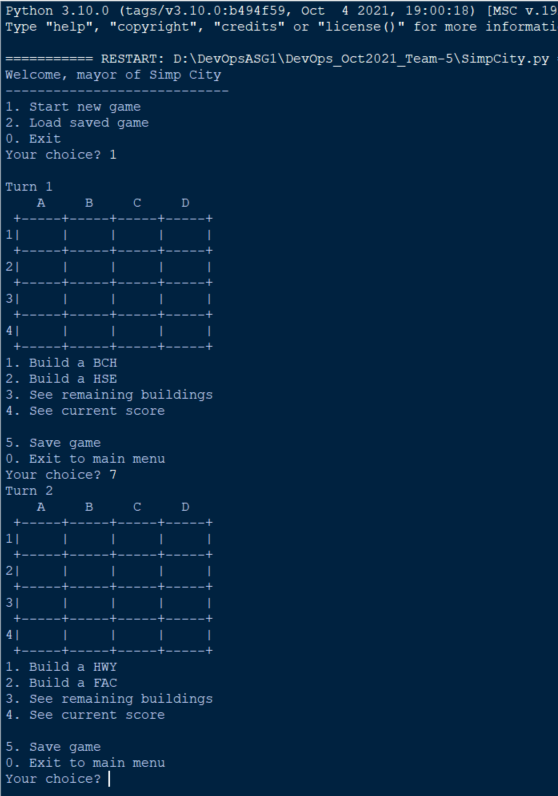 Python 3.10.0 (tags/v3.10.0:b494f59, Oct  4 2021, 19:00:18) [MSC v.19
Type "help", "copyright", "credits" or "license()" for more informati
=========== RESTART: D:\DevOpsASG1\DevOps_Oct2021_Team-5\SimpCity.py
Welcome, mayor of Simp City
----------------------------
1. Start new game
2. Load saved game
0. Exit
Your choice? 1
Turn 1
    A     B     C     D
 +-----+-----+-----+-----+
1|     |     |     |     |
 +-----+-----+-----+-----+
2|     |     |     |     |
 +-----+-----+-----+-----+
3|     |     |     |     |
 +-----+-----+-----+-----+
4|     |     |     |     |
 +-----+-----+-----+-----+
1. Build a BCH
2. Build a HSE
3. See remaining buildings
4. See current score
5. Save game
0. Exit to main menu
Your choice? 7
Turn 2
    A     B     C     D
 +-----+-----+-----+-----+
1|     |     |     |     |
 +-----+-----+-----+-----+
2|     |     |     |     |
 +-----+-----+-----+-----+
3|     |     |     |     |
 +-----+-----+-----+-----+
4|     |     |     |     |
 +-----+-----+-----+-----+
1. Build a HWY
2. Build a FAC
3. See remaining buildings
4. See current score
5. Save game
0. Exit to main menu
Your choice?